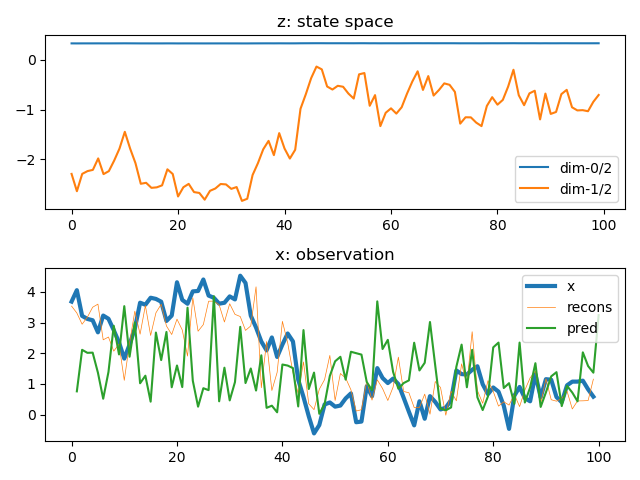 z: state space
0
−1
−2
0 20 40 60 80 100
dim-0/2
dim-1/2
x: observation
4
3
2
1
0
0 20 40 60 80 100
x
recons
pred